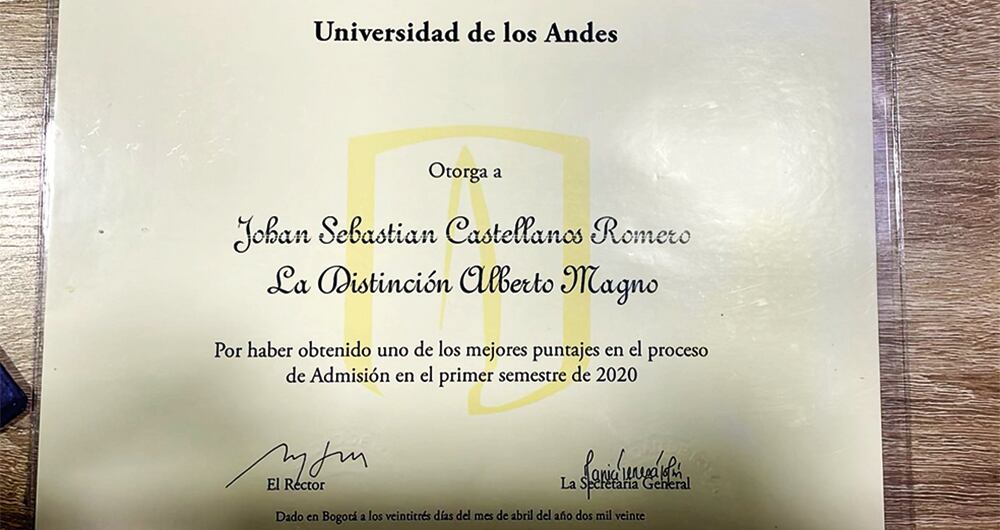 Universidad de los Andes
Otorga a
Johan Sebastian Castellanos Romero
La Distinción Alberto Magno
Por haber obtenido uno de los mejores puntajes en el proceso
de Admisión en el primer semestre de 2020
El Rector
La Secretaria General
Dado en Bogotá a los veintitrés días del mes de abril del año dos mil veinte